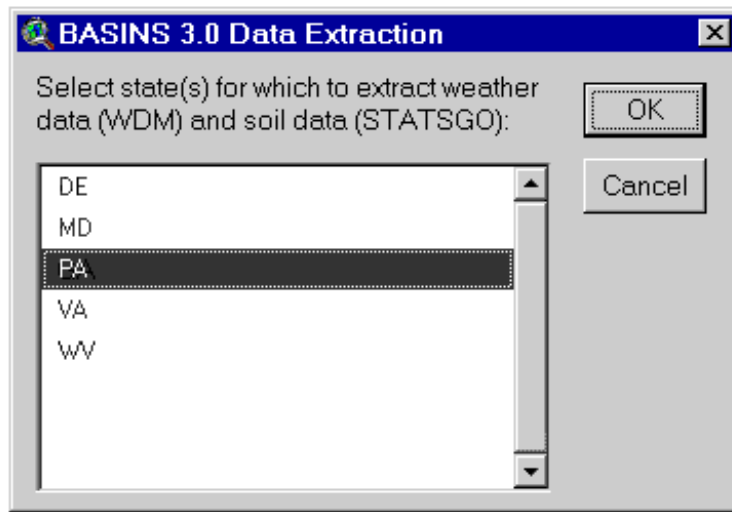 BASINS 3.0 Data Extraction
Select state(s) for which to extract weather
data (WDM) and soil data (STATSGO):
OK
Cancel
DE
MD
PA
VA
WV